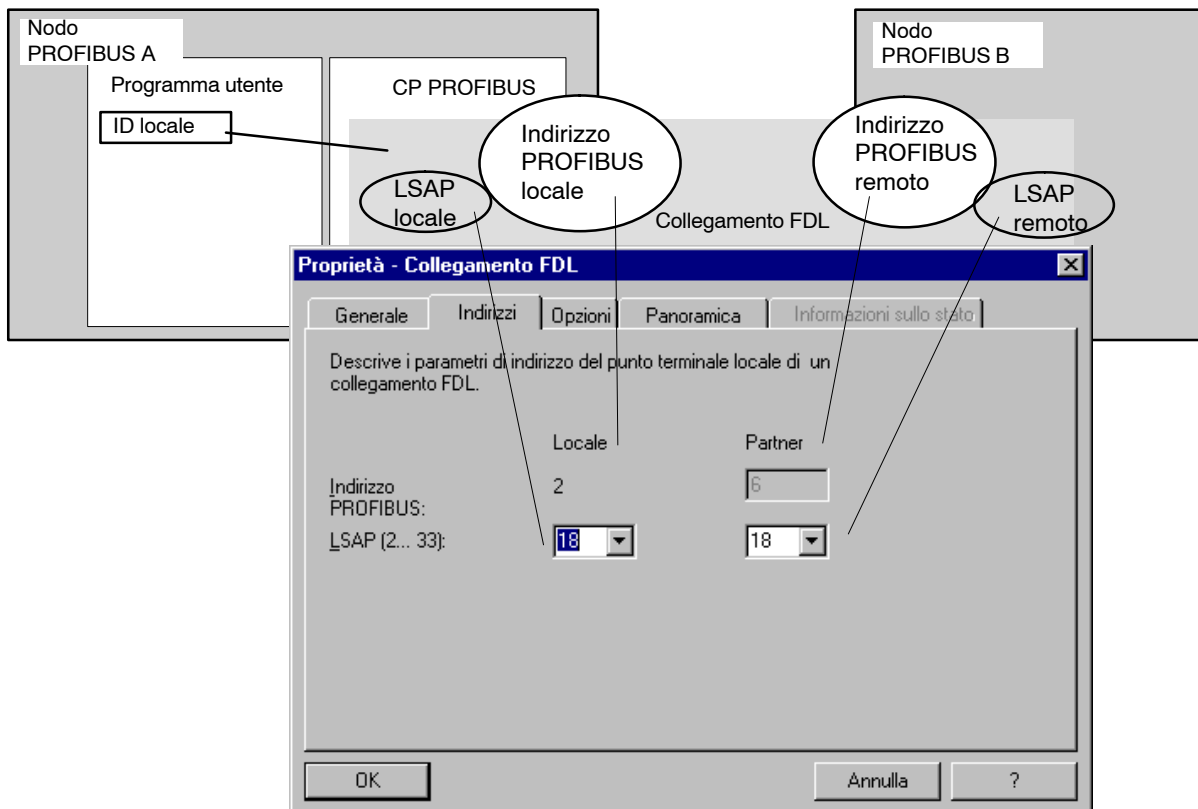 Nodo
PROFIBUS A
Programma utente
ID locale
CP PROFIBUS
LSAP
locale
Indirizzo
PROFIBUS
locale
Collegamento FDL
Nodo
PROFIBUS B
Indirizzo
PROFIBUS
remoto
LSAP
remoto
Proprietà - Collegamento FDL
Generale
Indirizzi
Opzioni
Panoramica
Informazioni sullo stato
Descrive i parametri di indirizzo del punto terminale locale di un
collegamento FDL.
Locale
Partner
Indirizzo
PROFIBUS:
2
6
LSAP (2... 33):
18
18
OK
Annulla
?